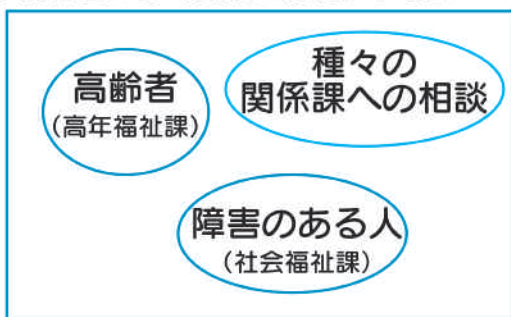 高齢者
(高年福祉課)
種々の
関係課への相談
障害のある人
(社会福祉課)